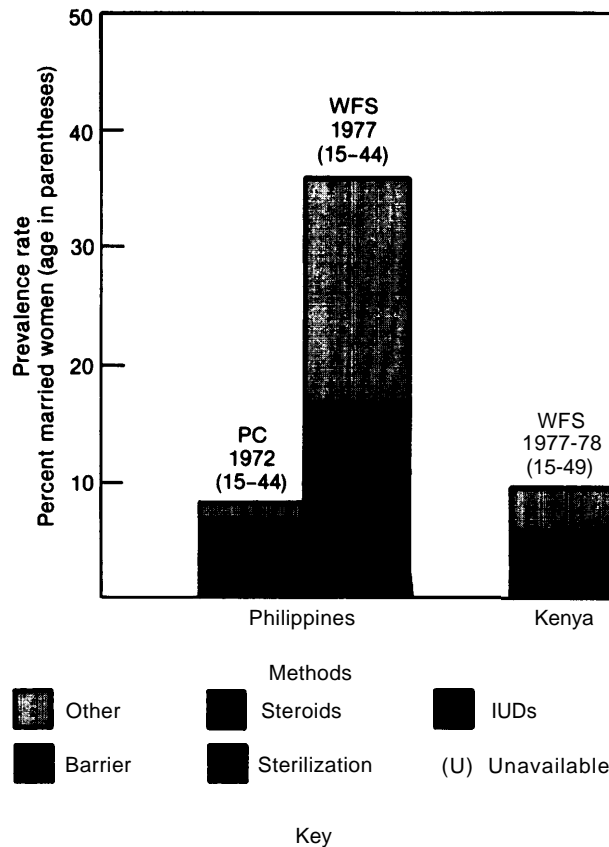 50
40
30
20
10
Prevalence rate
Percent married women (age in parentheses)
WFS
1977
(15–44)
PC
1972
(15–44)
WFS
1977-78
(15-49)
Philippines
Kenya
Methods
Other
Steroids
IUDs
Barrier
Sterilization
(U) Unavailable
Key